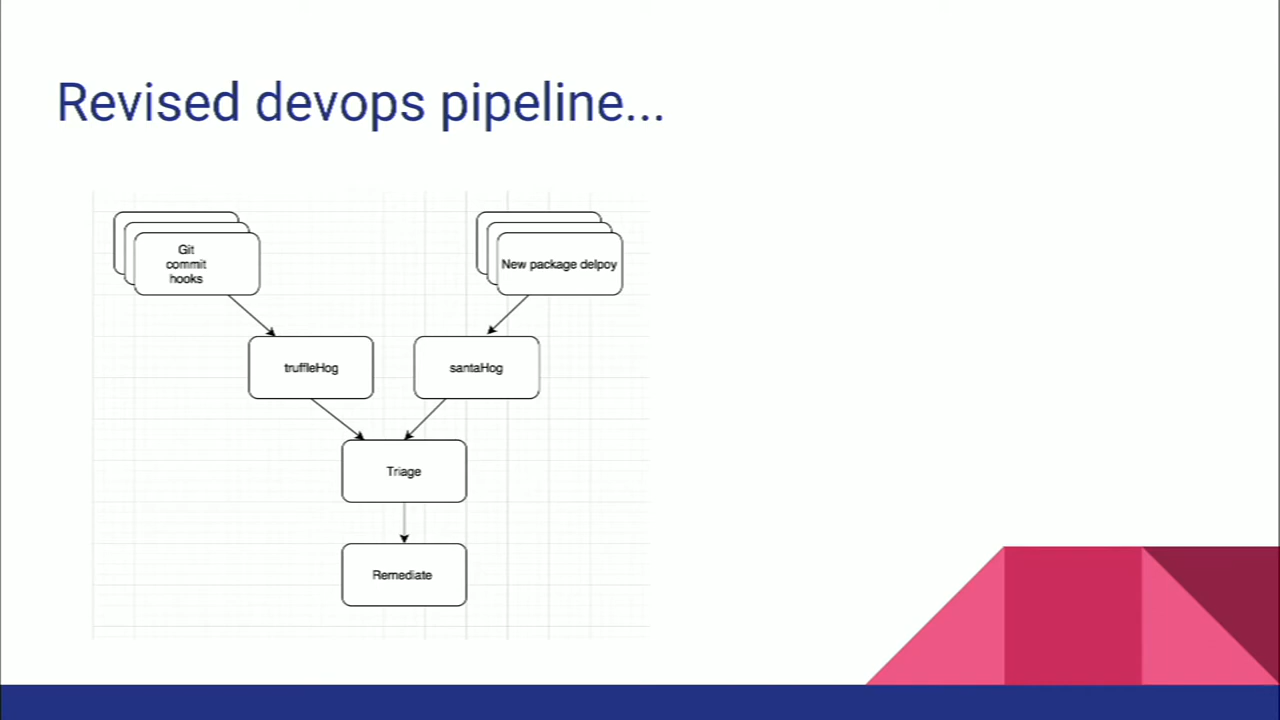 Revised devops pipeline...
Git
commit
hooks
New package delpoy
truffleHog
santaHog
Triage
Remediate